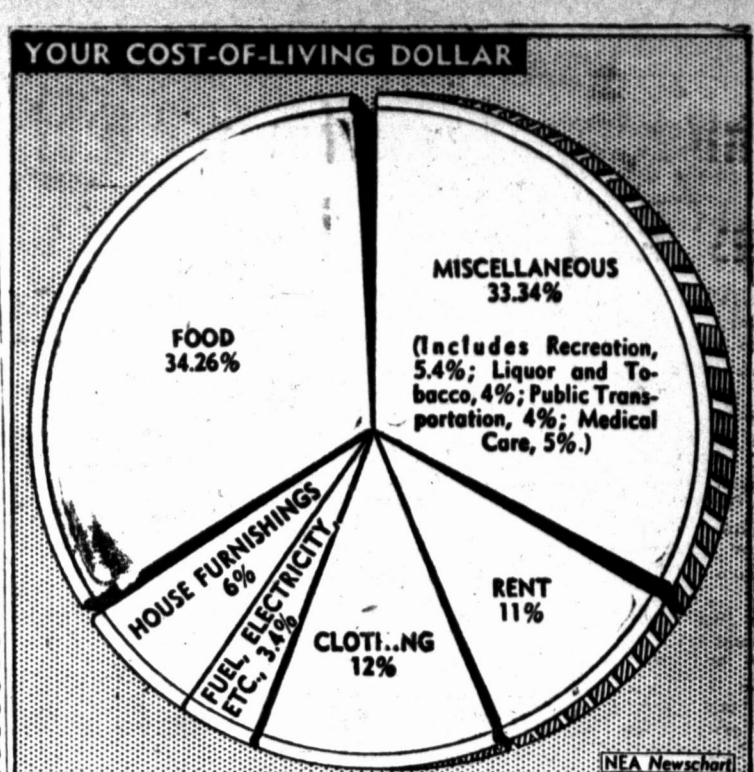 YOUR COST-OF-LIVING DOLLAR
MISCELLANEOUS
33.34%
(Includes Recreation,
5.4%; Liquor and To-
bacco, 4%; Public Trans-
portation, 4%; Medical
Care, 5%.)
FOOD
34.26%
HOUSE FURNISHINGS
6%
FUEL, ELECTRICITY,
ETC., 3.4%
CLOTHING
12%
RENT
11%
NEA Newschart